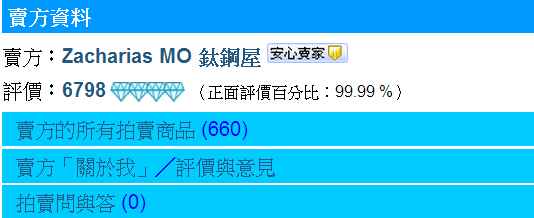 賣方資料
賣方：Zacharias MO 鈦鋼屋 安心賣家
評價：6798 （正面評價百分比：99.99 %）
賣方的所有拍賣商品 (660)
賣方「關於我」／評價與意見
拍賣問與答 (0)